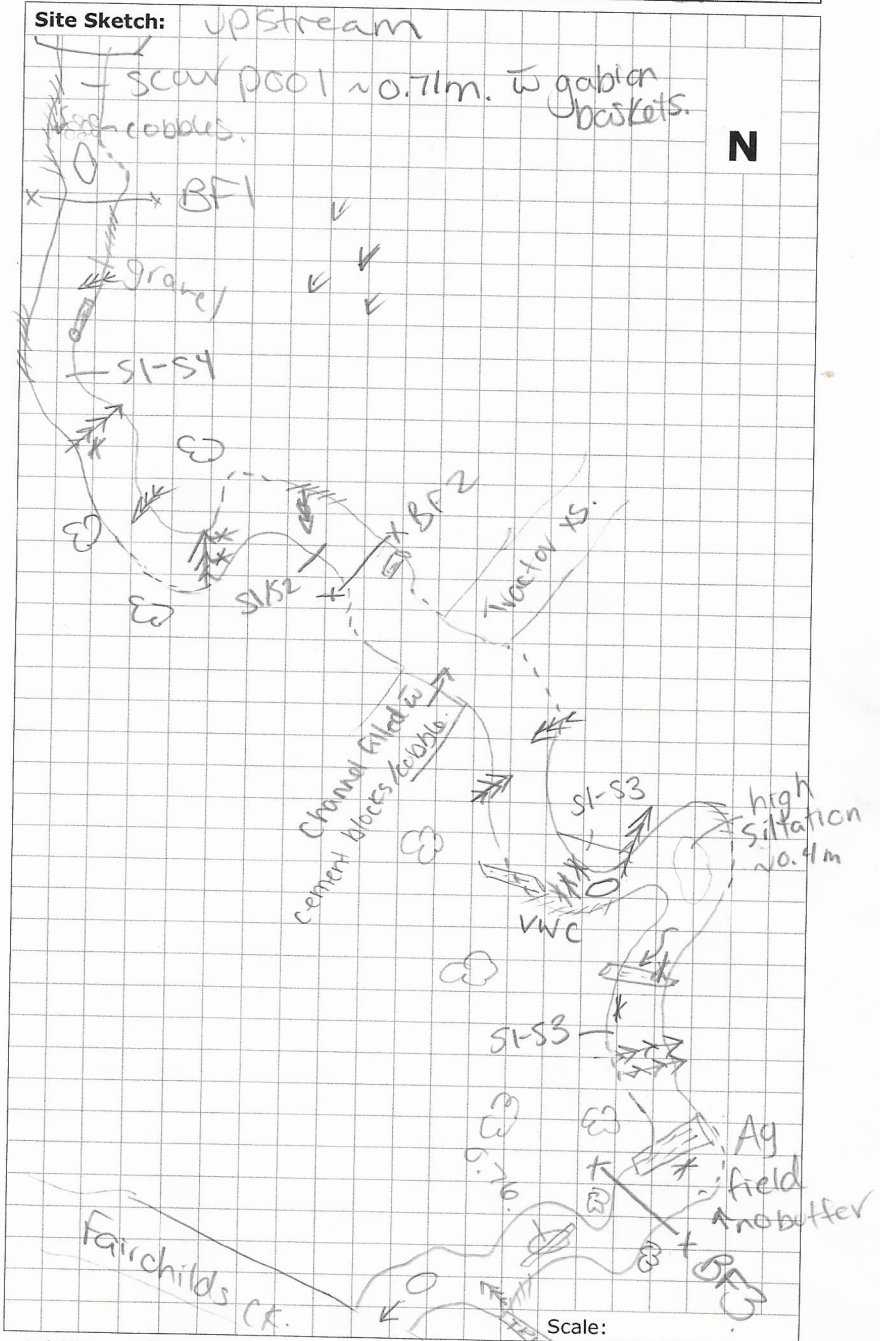 Site Sketch:
upstream
scour pool ~0.71m. w̄ gabion
baskets.
cobbles.
N
BF1
gravel
S1-S4
BF2
S1/S2
Tractor XS.
Channel filled w̄
cement blocks/cobble.
S1-S3
high
siltation
~0.4m
VWC
S1-S3
Ag
field
no buffer
BF3
Fairchilds
CK.
Scale: